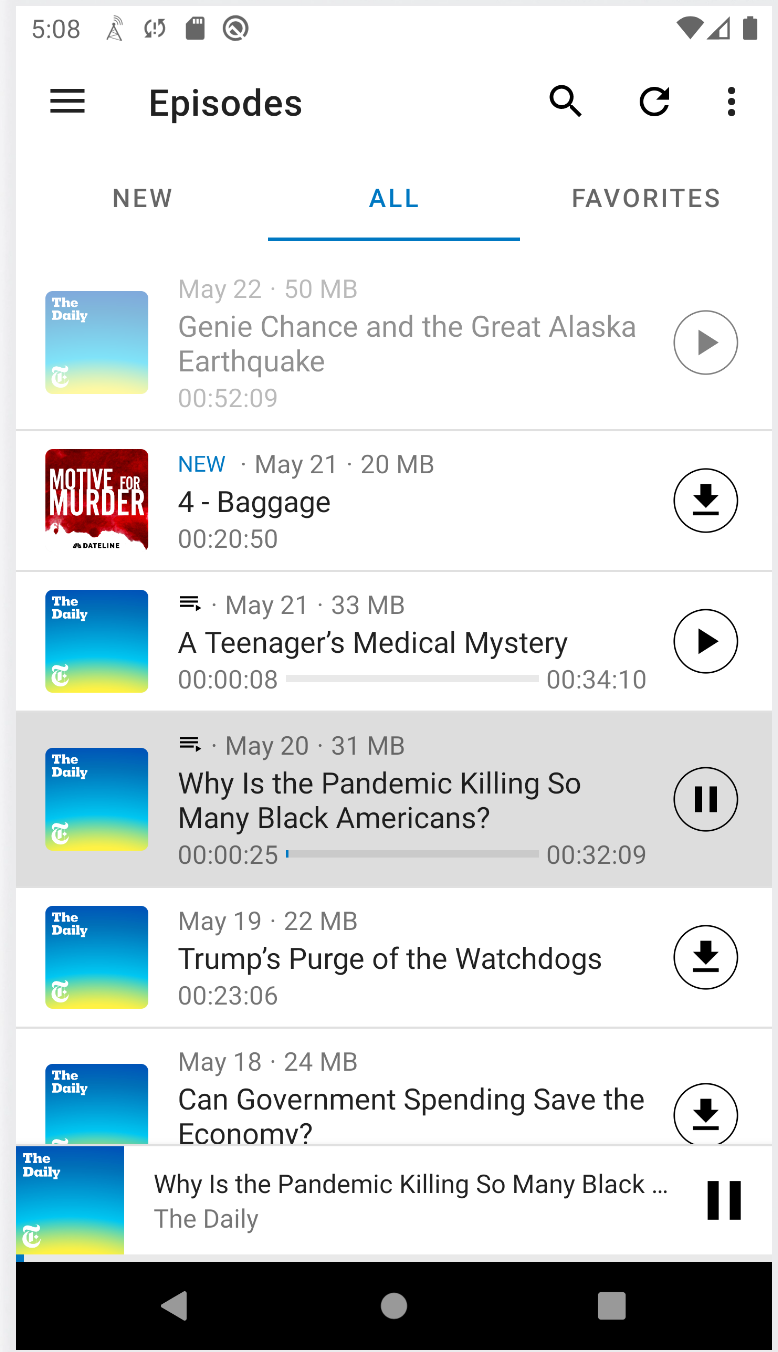 5:08
Episodes
NEW
ALL
FAVORITES
The
Daily
May 22 · 50 MB
Genie Chance and the Great Alaska
Earthquake
00:52:09
MOTIVE FOR
MURDER
DATELINE
NEW · May 21 · 20 MB
4 - Baggage
00:20:50
The
Daily
· May 21 · 33 MB
A Teenager’s Medical Mystery
00:00:08 00:34:10
The
Daily
· May 20 · 31 MB
Why Is the Pandemic Killing So
Many Black Americans?
00:00:25 00:32:09
The
Daily
May 19 · 22 MB
Trump’s Purge of the Watchdogs
00:23:06
The
Daily
May 18 · 24 MB
Can Government Spending Save the
Economy?
The
Daily
Why Is the Pandemic Killing So Many Black ...
The Daily